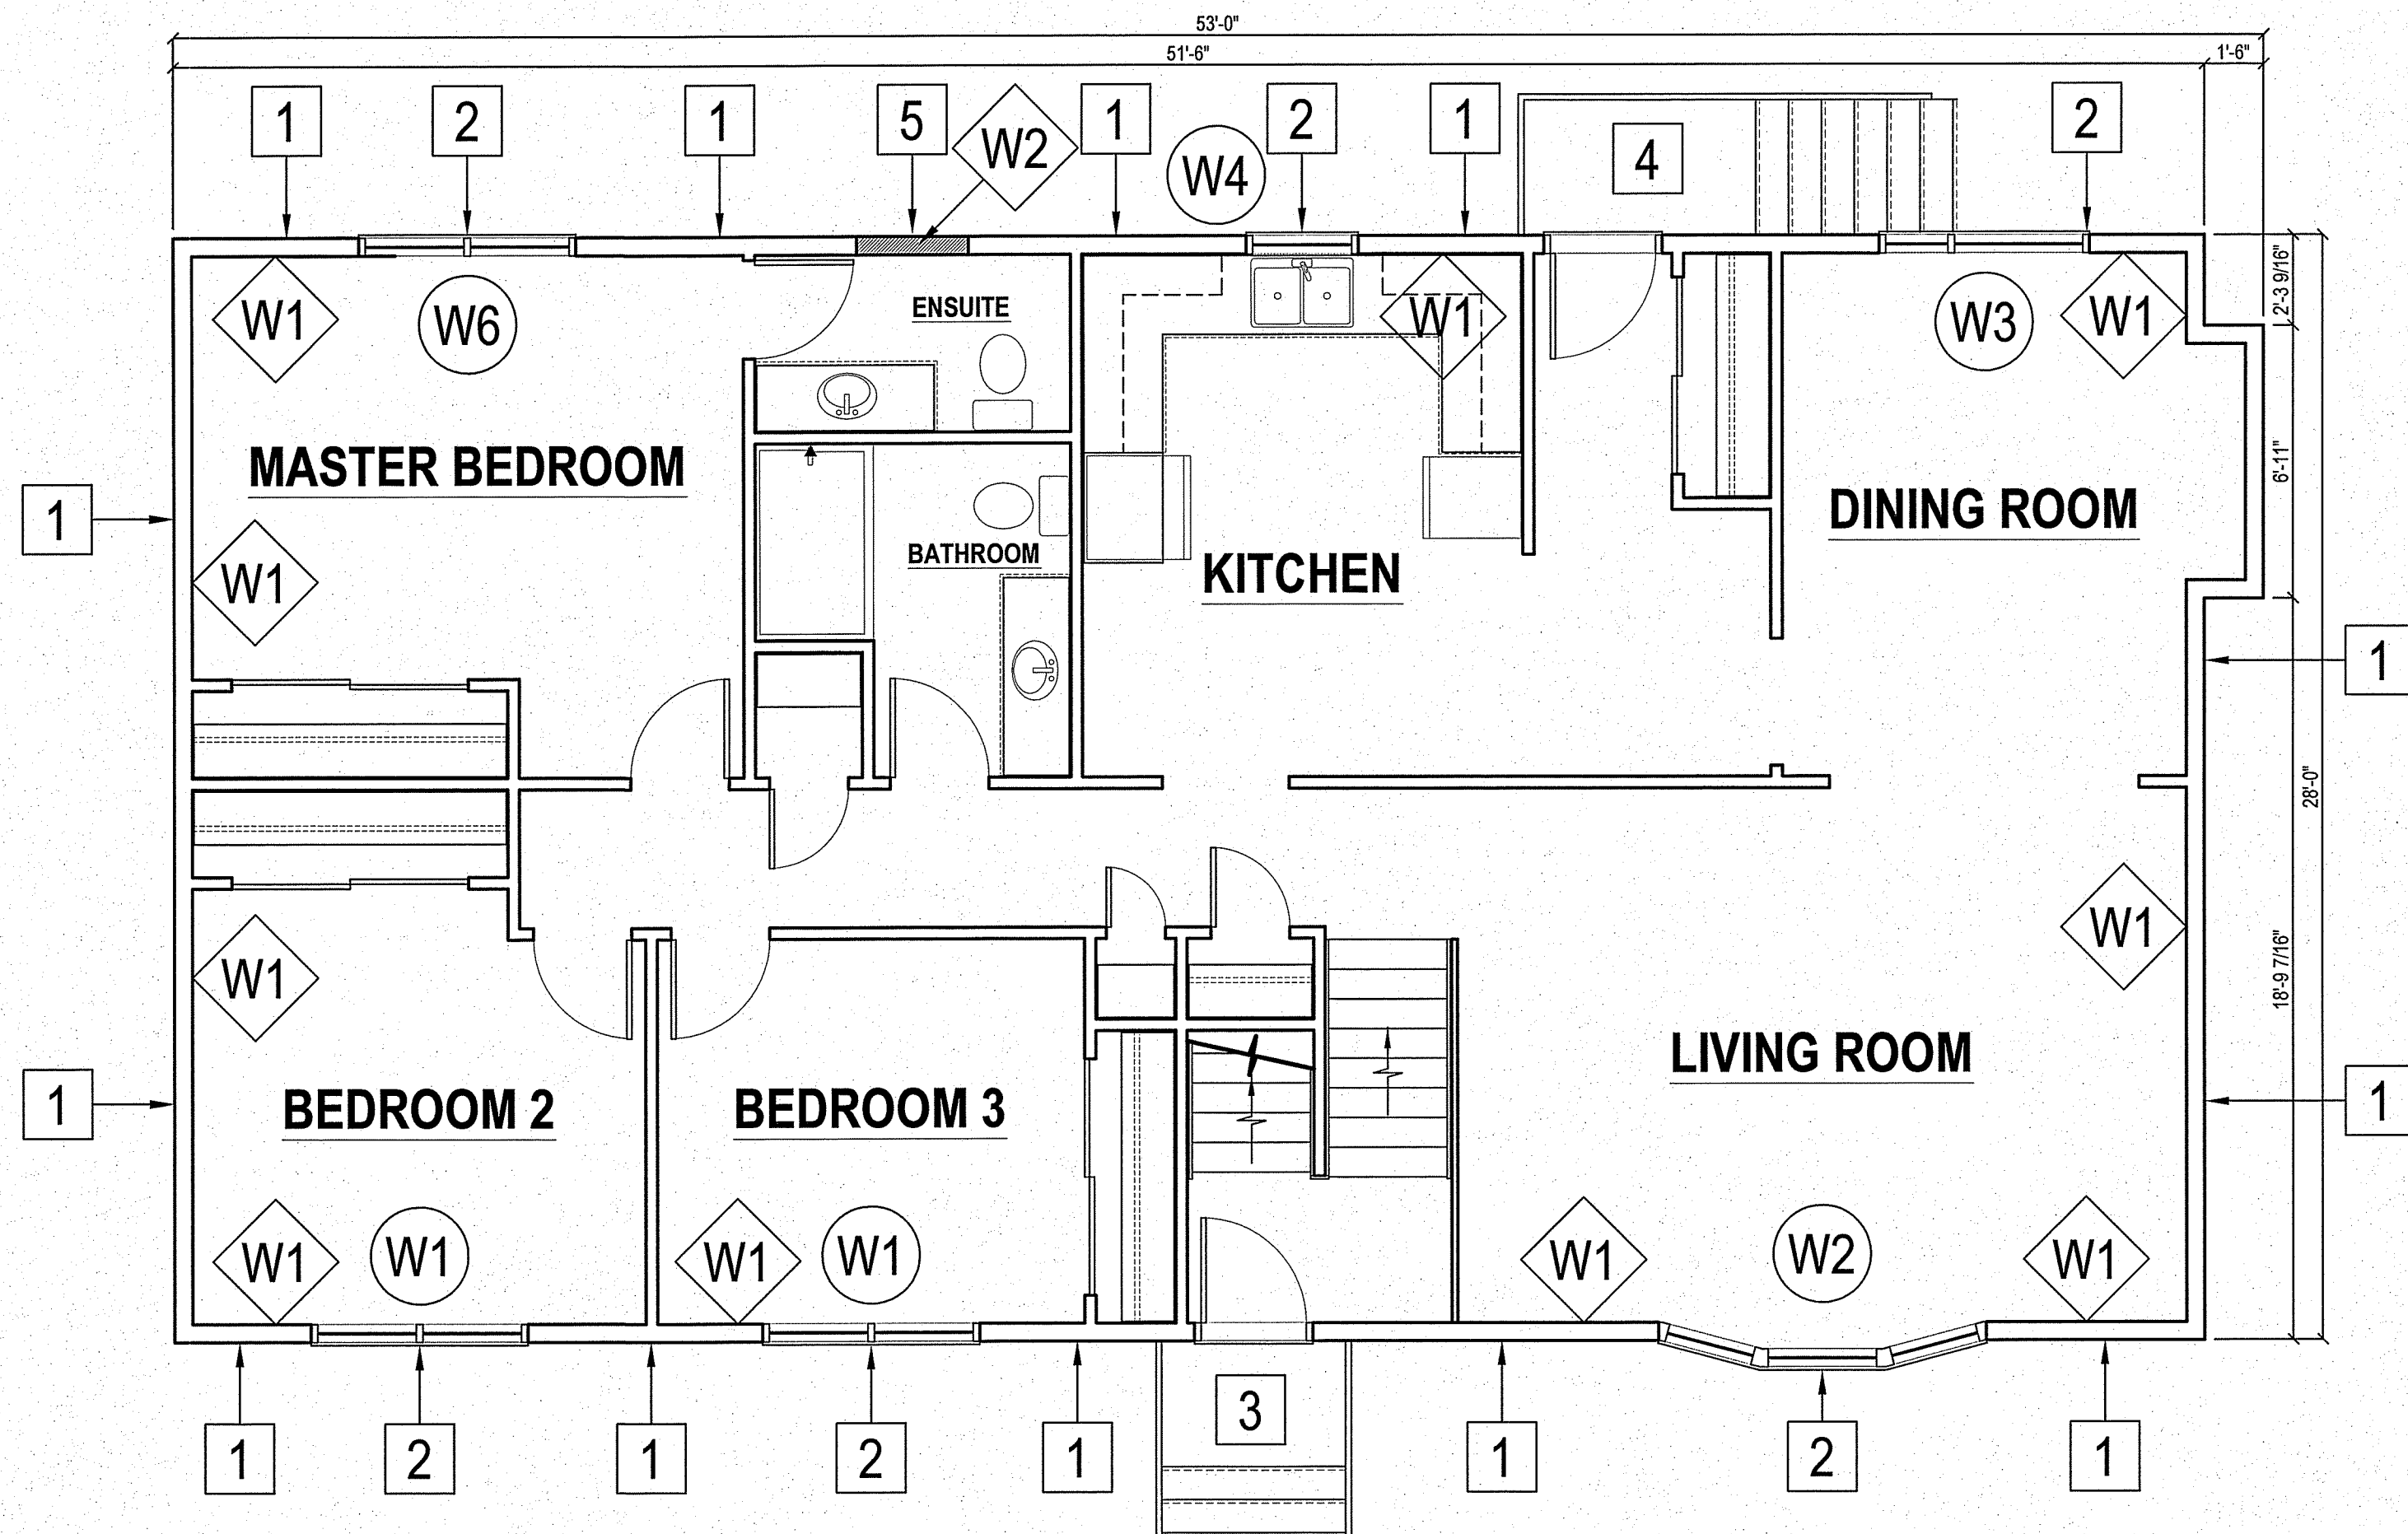 53'-0"
51'-6"
1'-6"
1
2
1
5
W2
1
W4
2
1
4
2
W1
W6
ENSUITE
W1
W3
W1
2'-3 9/16"
MASTER BEDROOM
6'-11"
1
DINING ROOM
BATHROOM
KITCHEN
W1
1
28'-0"
W1
W1
18'-9 7/16"
LIVING ROOM
1
BEDROOM 2
BEDROOM 3
1
W1
W1
W1
W1
W1
W2
W1
3
1
2
1
2
1
1
2
1